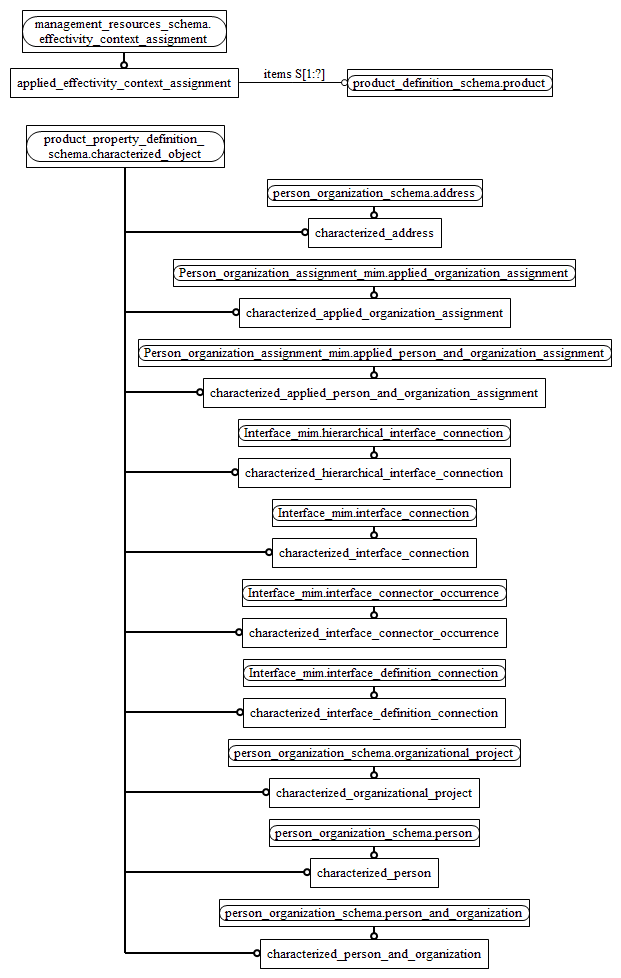 management_resources_schema.
effectivity_context_assignment
applied_effectivity_context_assignment
items S[1:?]
product_definition_schema.product
product_property_definition_
schema.characterized_object
person_organization_schema.address
characterized_address
Person_organization_assignment_mim.applied_organization_assignment
characterized_applied_organization_assignment
Person_organization_assignment_mim.applied_person_and_organization_assignment
characterized_applied_person_and_organization_assignment
Interface_mim.hierarchical_interface_connection
characterized_hierarchical_interface_connection
Interface_mim.interface_connection
characterized_interface_connection
Interface_mim.interface_connector_occurrence
characterized_interface_connector_occurrence
Interface_mim.interface_definition_connection
characterized_interface_definition_connection
person_organization_schema.organizational_project
characterized_organizational_project
person_organization_schema.person
characterized_person
person_organization_schema.person_and_organization
characterized_person_and_organization